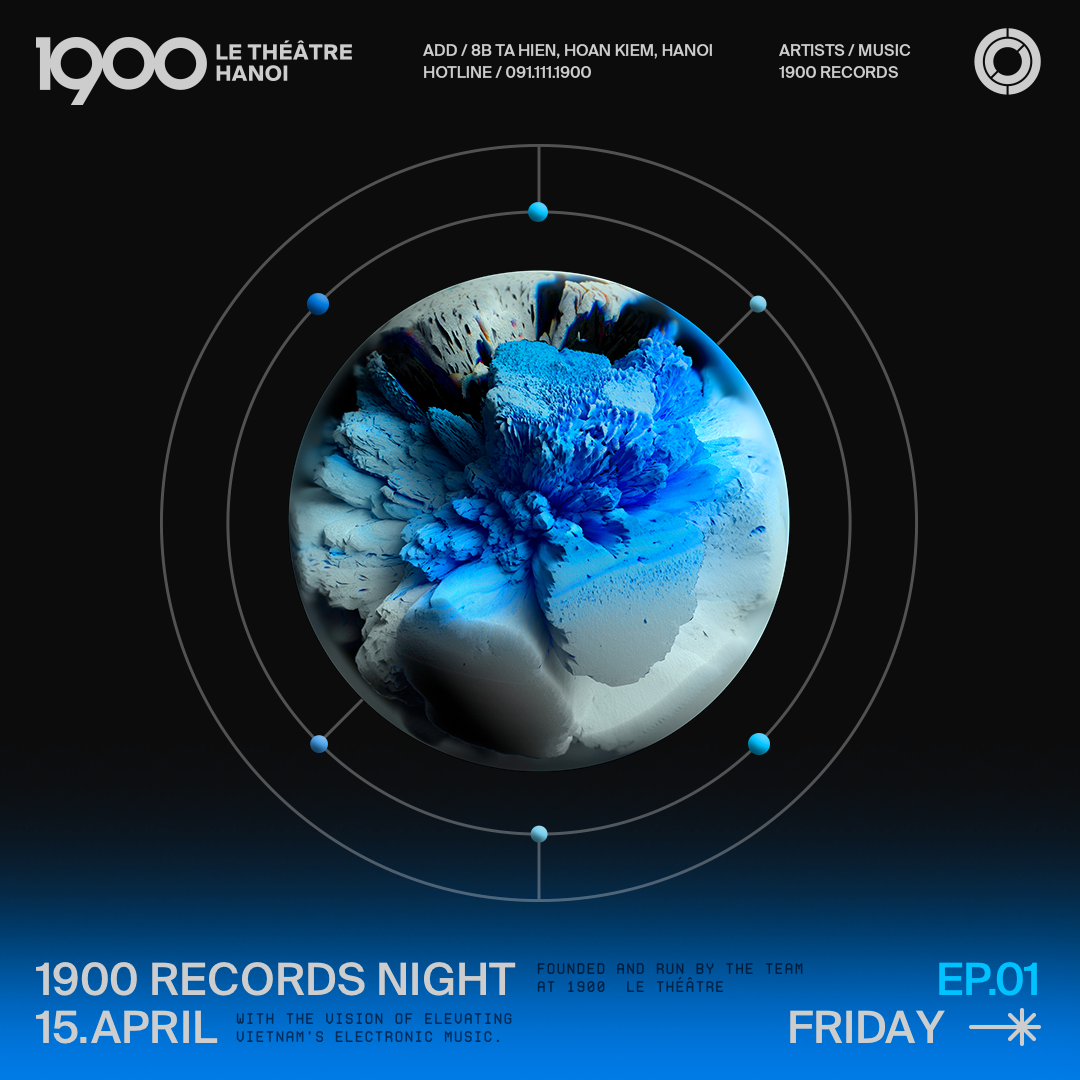 1900 LE THÉÂTRE
HANOI
ADD / 8B TA HIEN, HOAN KIEM, HANOI
HOTLINE / 091.111.1900
ARTISTS / MUSIC
1900 RECORDS
1900 RECORDS NIGHT
FOUNDED AND RUN BY THE TEAM
AT 1900 LE THÉÂTRE
EP.01
15.APRIL
WITH THE VISION OF ELEVATING
VIETNAM'S ELECTRONIC MUSIC.
FRIDAY